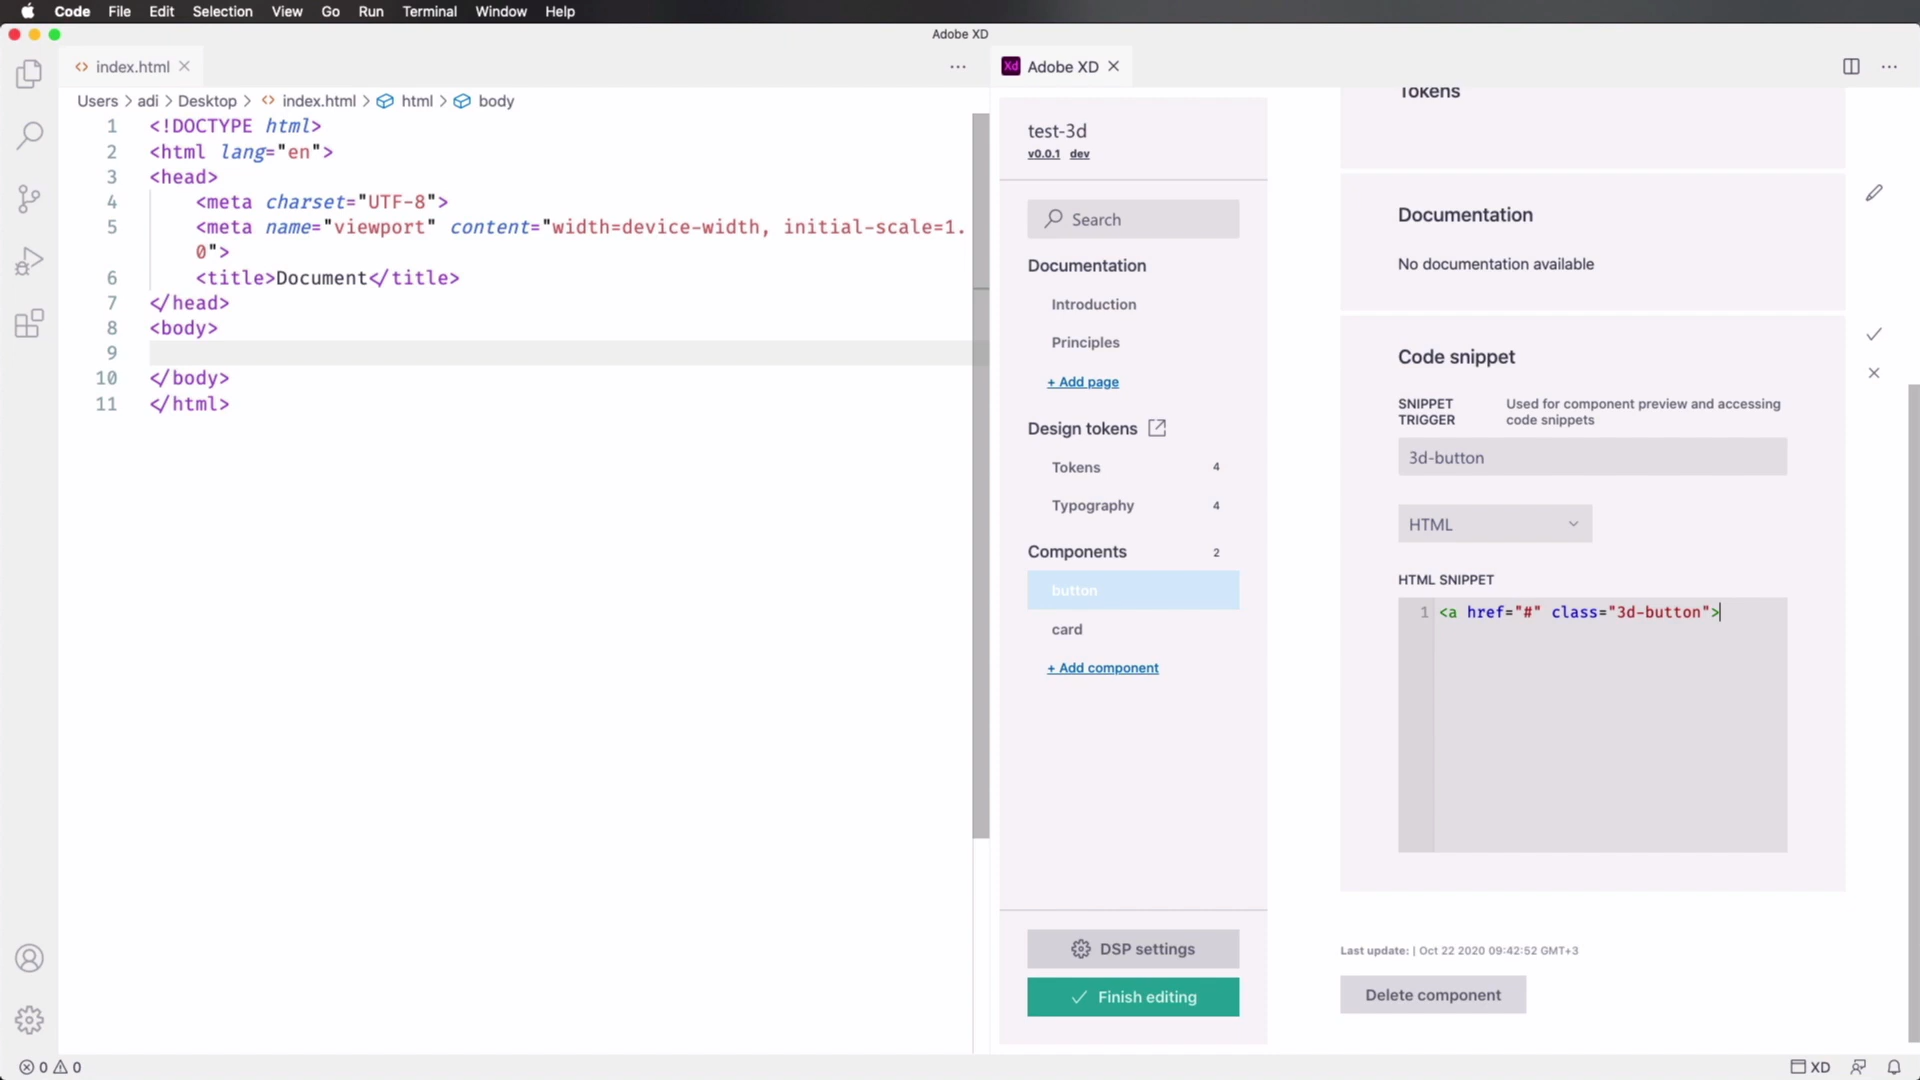 Code File Edit Selection View Go Run Terminal Window Help
Adobe XD
index.html
Users > adi > Desktop > index.html > html > body
1 <!DOCTYPE html>
2 <html lang="en">
3 <head>
4 <meta charset="UTF-8">
5 <meta name="viewport" content="width=device-width, initial-scale=1.
0">
6 <title>Document</title>
7 </head>
8 <body>
9
10 </body>
11 </html>
Xd Adobe XD
test-3d
v0.0.1 dev
Search
Documentation
Introduction
Principles
+ Add page
Design tokens
Tokens 4
Typography 4
Components 2
button
card
+ Add component
DSP settings
Finish editing
Tokens
Documentation
No documentation available
Code snippet
SNIPPET
TRIGGER
Used for component preview and accessing
code snippets
3d-button
HTML
HTML SNIPPET
1 <a href="#" class="3d-button">
Last update: | Oct 22 2020 09:42:52 GMT+3
Delete component
0 0
XD